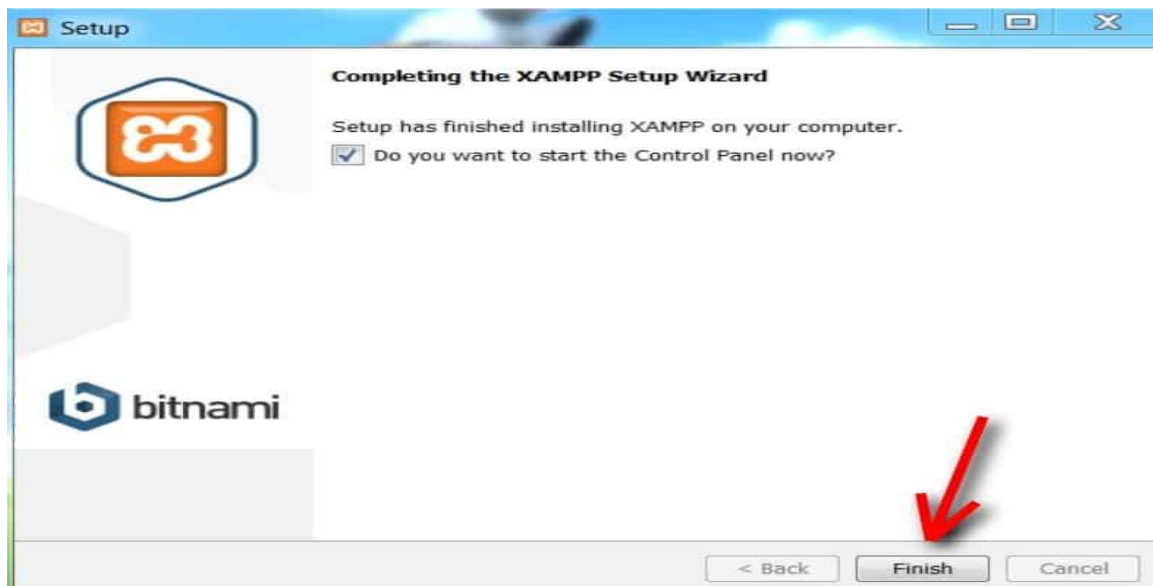 Setup
Completing the XAMPP Setup Wizard
Setup has finished installing XAMPP on your computer.
Do you want to start the Control Panel now?
bitnami
< Back
Finish
Cancel